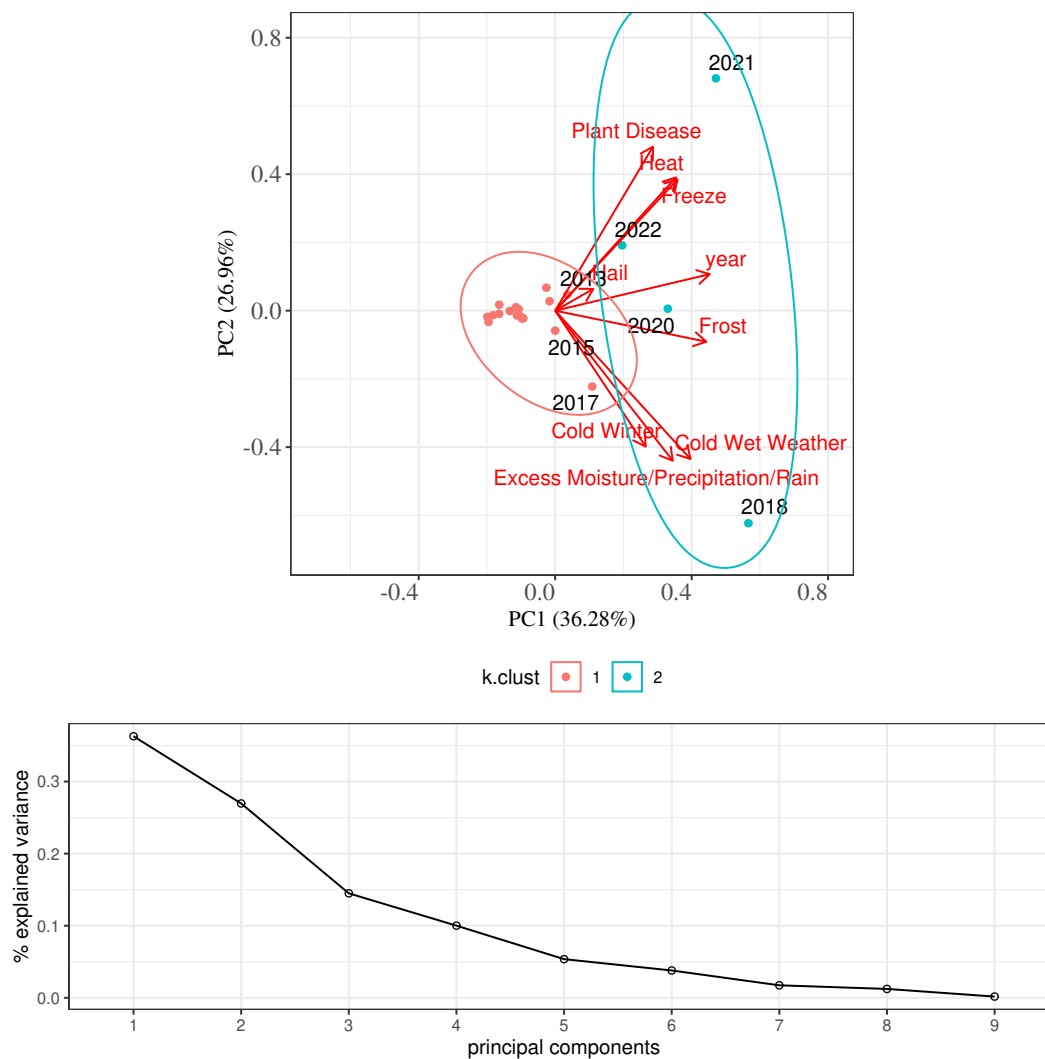 0.8
2021
Plant Disease
Heat
0.4
Freeze
2022
year
Hail
2013
PC2 (26.96%)
0.0
2020
Frost
2015
2017
Cold Winter
Cold Wet Weather
-0.4
Excess Moisture/Precipitation/Rain
2018
-0.4 0.0 0.4 0.8
PC1 (36.28%)
k.clust 1 2
% explained variance
0.3
0.2
0.1
0.0
1 2 3 4 5 6 7 8 9
principal components